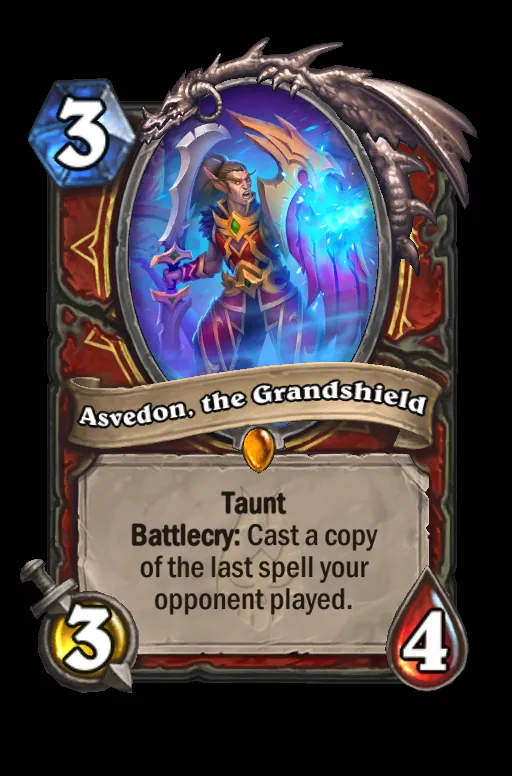 3
Asvedon, the Grandshield
Taunt
Battlecry: Cast a copy
of the last spell your
opponent played.
3
4